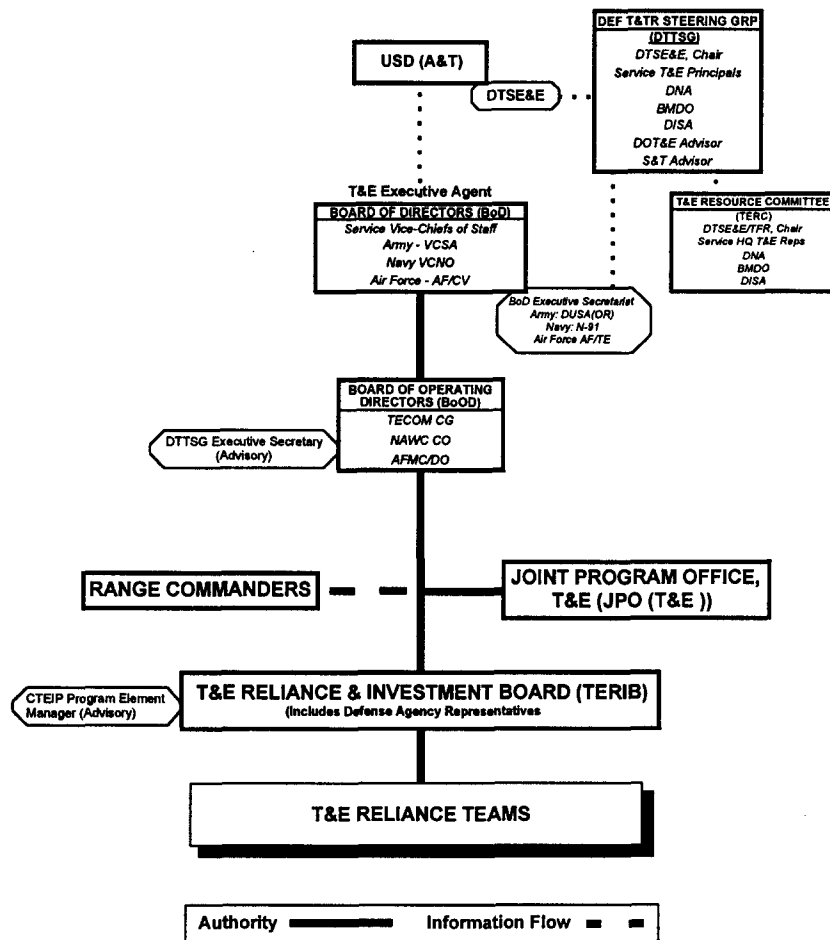 DEF T&TR STEERING GRP
(DTTSG)
DTSE&E, Chair
Service T&E Principals
DNA
BMDO
DISA
DOT&E Advisor
S&T Advisor
USD (A&T)
DTSE&E
T&E Executive Agent
BOARD OF DIRECTORS (BoD)
Service Vice-Chiefs of Staff
Army - VCSA
Navy VCNO
Air Force - AF/CV
T&E RESOURCE COMMITTEE
(TERC)
DTSE&E/TFR, Chair
Service HQ T&E Reps
DNA
BMDO
DISA
BoD Executive Secretariat
Army: DUSA(OR)
Navy: N-91
Air Force AF/TE
BOARD OF OPERATING
DIRECTORS (BoOD)
TECOM CG
NAWC CO
AFMC/DO
DTTSG Executive Secretary
(Advisory)
RANGE COMMANDERS
JOINT PROGRAM OFFICE,
T&E (JPO (T&E ))
CTEIP Program Element
Manager (Advisory)
T&E RELIANCE & INVESTMENT BOARD (TERIB)
(Includes Defense Agency Representatives
T&E RELIANCE TEAMS
Authority Information Flow